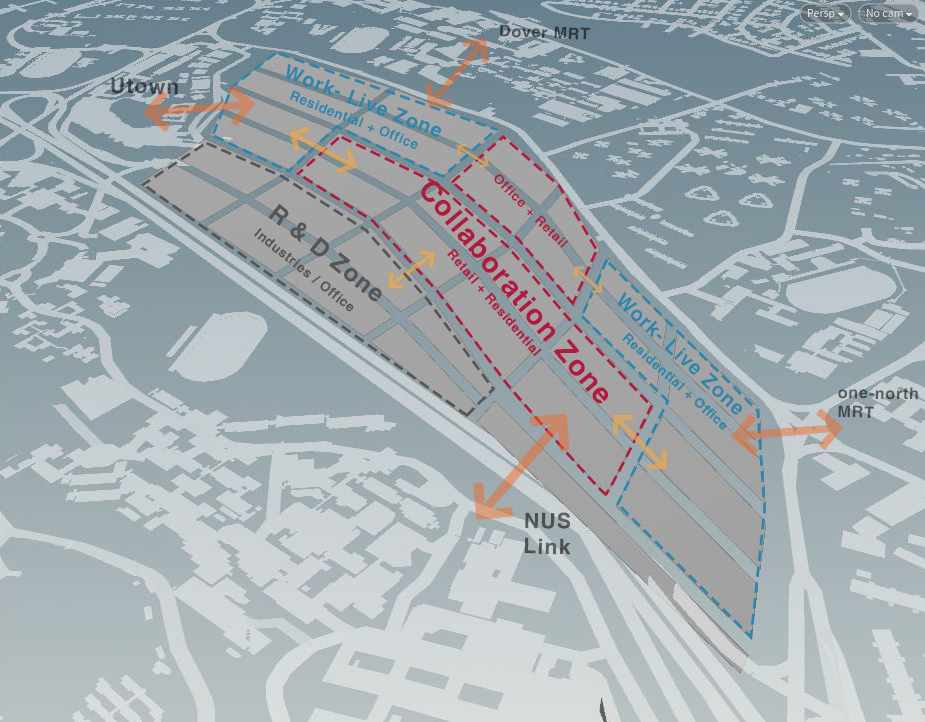 Persp
No cam
Dover MRT
Utown
Work- Live Zone
Residential + Office
Office + Retail
Collaboration Zone
Retail + Residential
R & D Zone
Industries / Office
Work- Live Zone
Residential + Office
one-north
MRT
NUS
Link